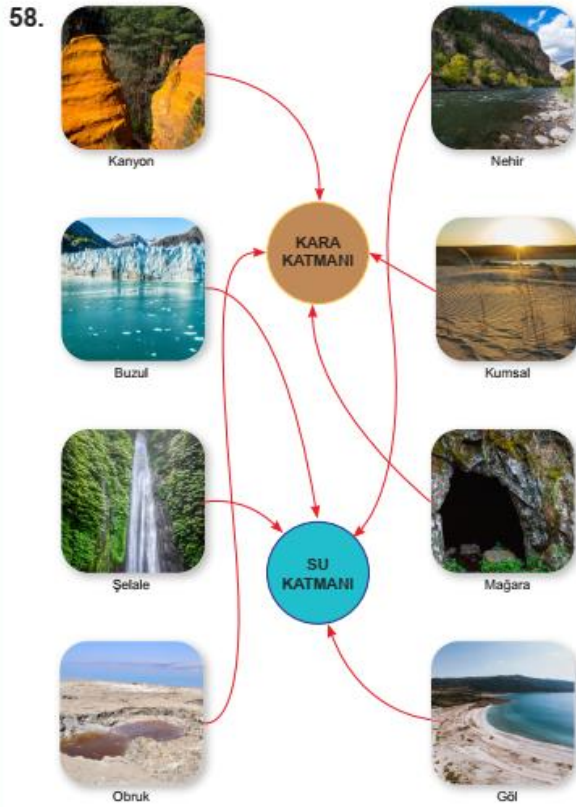 58.
Kanyon
Nehir
KARA
KATMANI
Buzul
Kumsal
Şelale
SU
KATMANI
Mağara
Obruk
Göl